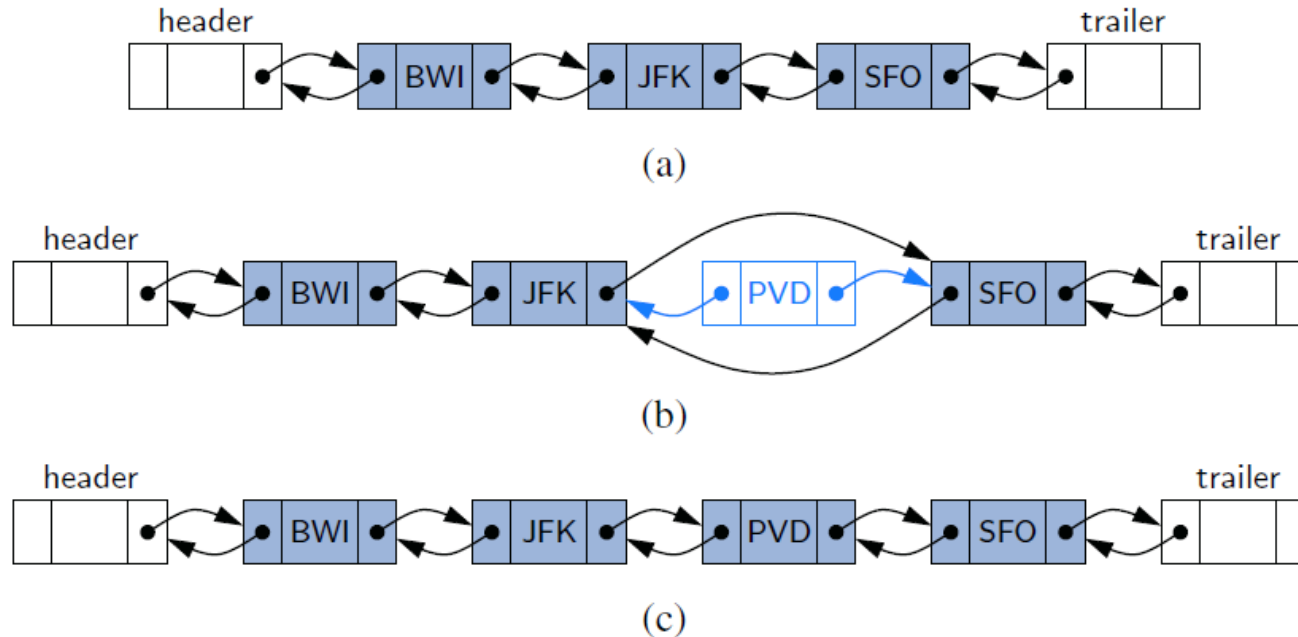 header trailer
BWI JFK SFO
(a)
header trailer
BWI JFK PVD SFO
(b)
header trailer
BWI JFK PVD SFO
(c)